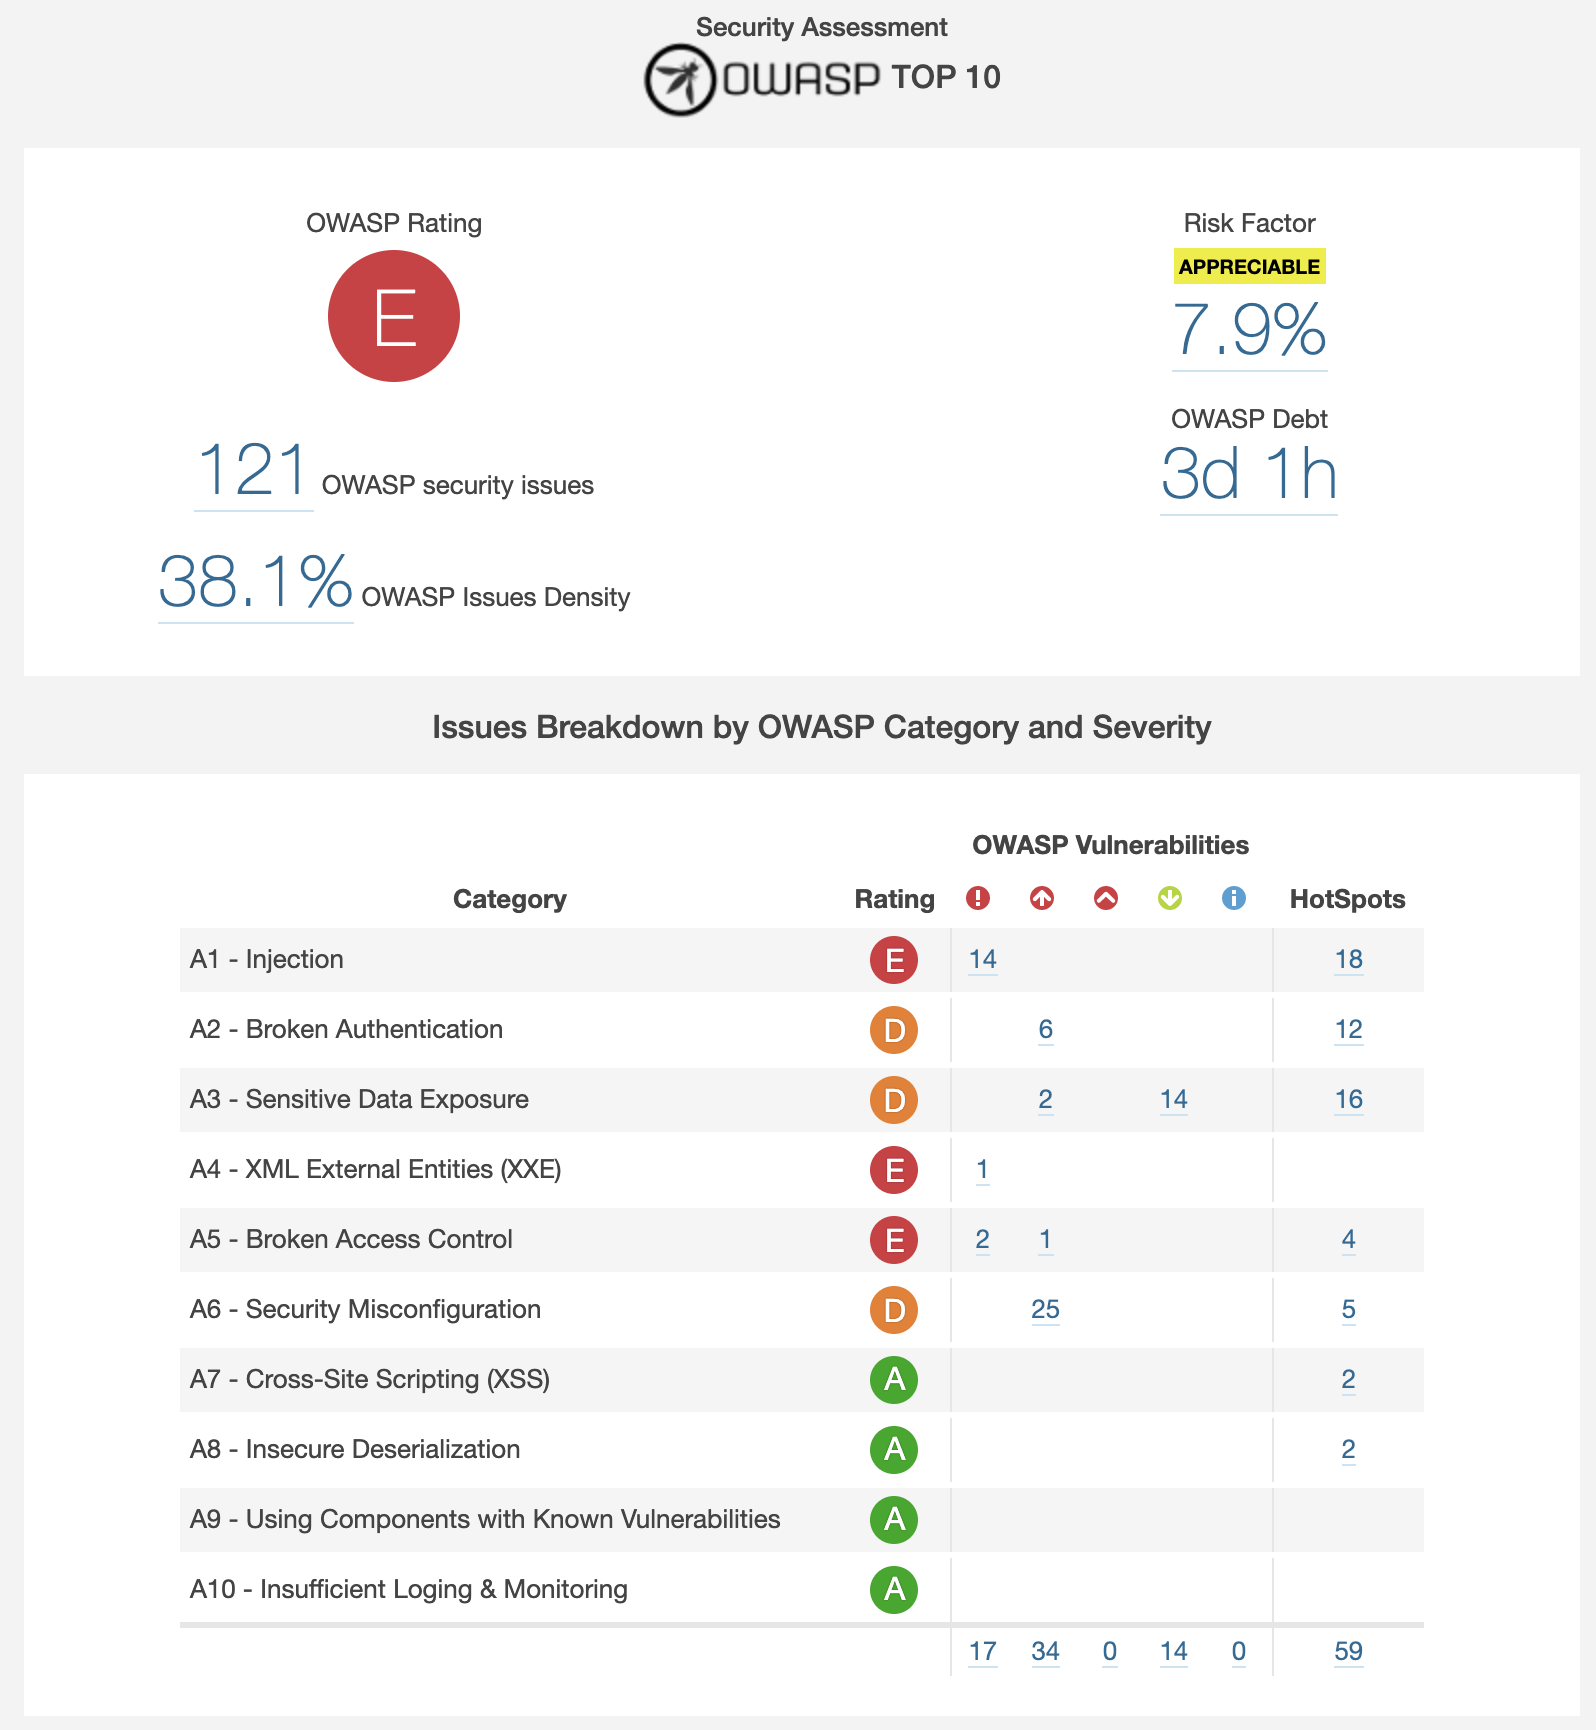 Security Assessment
OWASP TOP 10
OWASP Rating
E
121 OWASP security issues
38.1% OWASP Issues Density
Risk Factor
APPRECIABLE
7.9%
OWASP Debt
3d 1h
Issues Breakdown by OWASP Category and Severity
OWASP Vulnerabilities
Category Rating HotSpots
A1 - Injection E 14 18
A2 - Broken Authentication D 6 12
A3 - Sensitive Data Exposure D 2 14 16
A4 - XML External Entities (XXE) E 1
A5 - Broken Access Control E 2 1 4
A6 - Security Misconfiguration D 25 5
A7 - Cross-Site Scripting (XSS) A 2
A8 - Insecure Deserialization A 2
A9 - Using Components with Known Vulnerabilities A
A10 - Insufficient Loging & Monitoring A
17 34 0 14 0 59